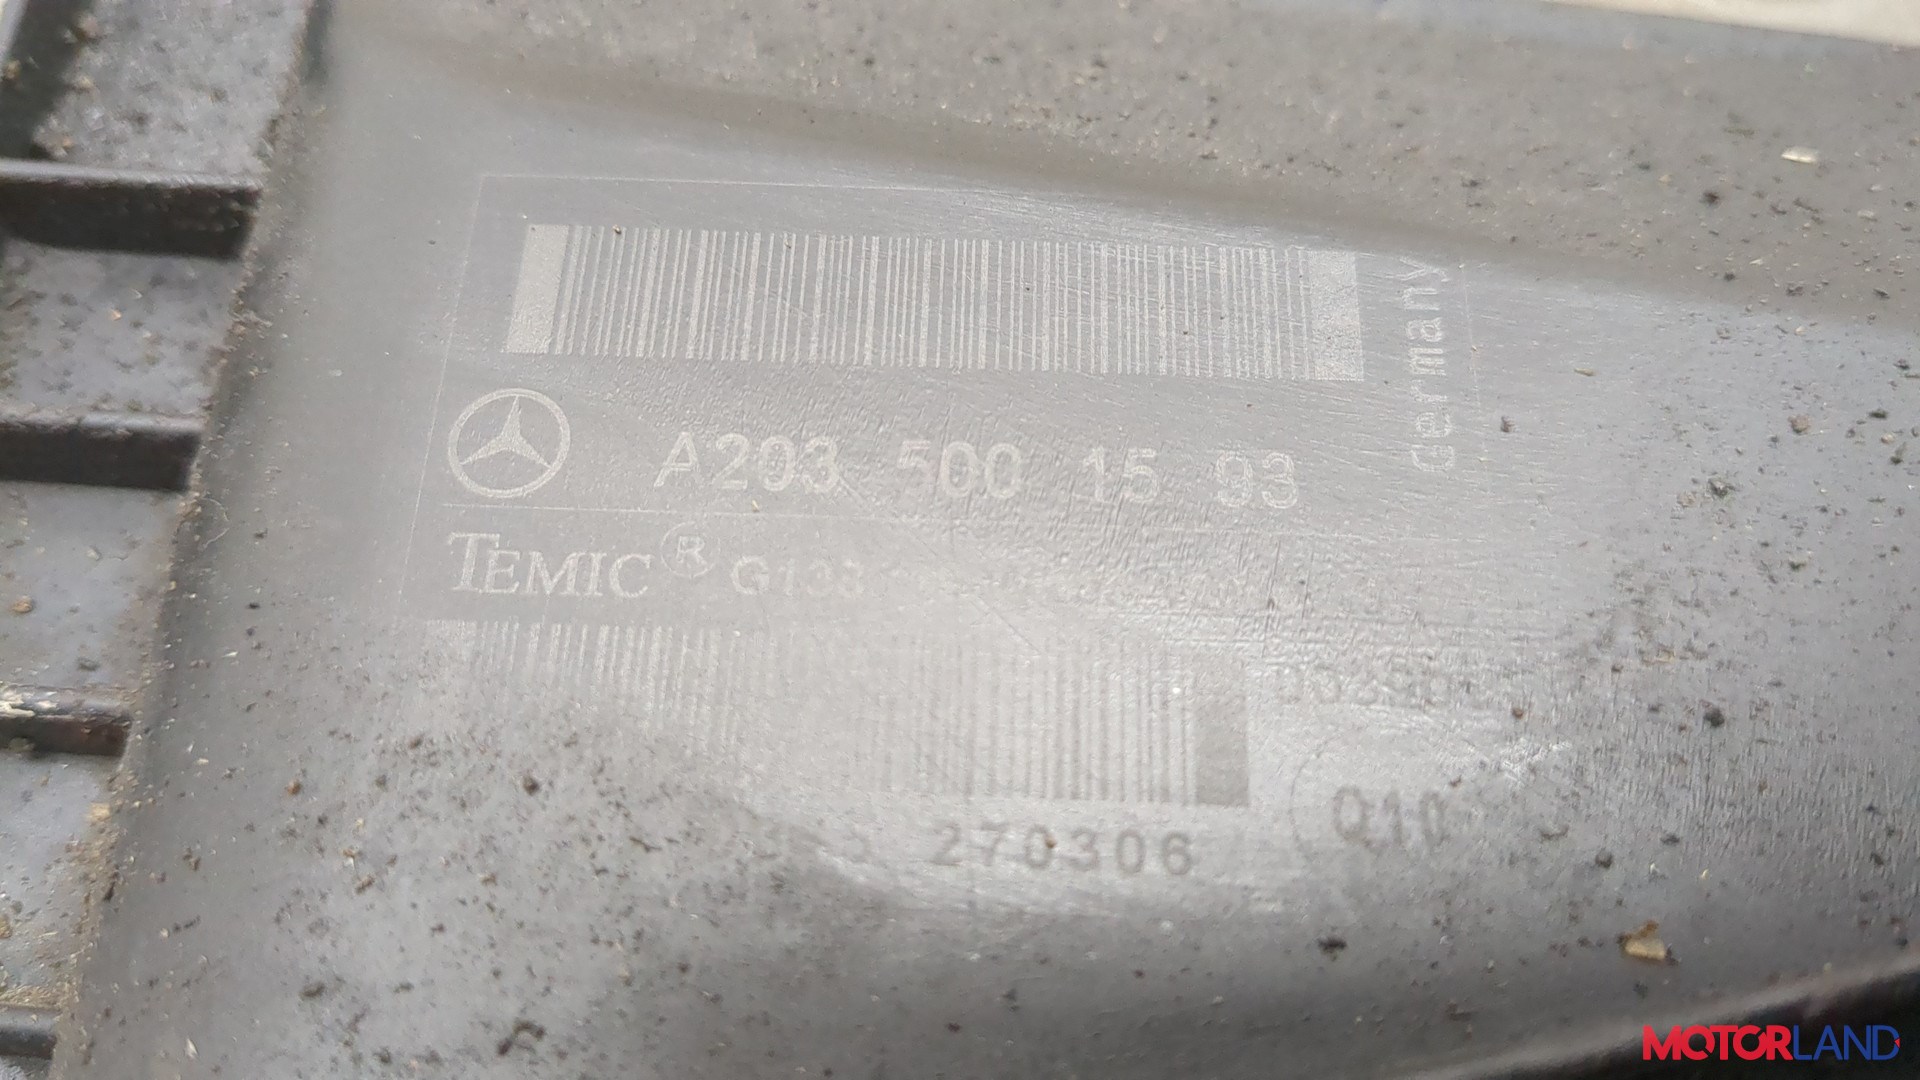 Germany
A203 500 15 93
TEMIC® G133
270306
Q10
MOTORLAND